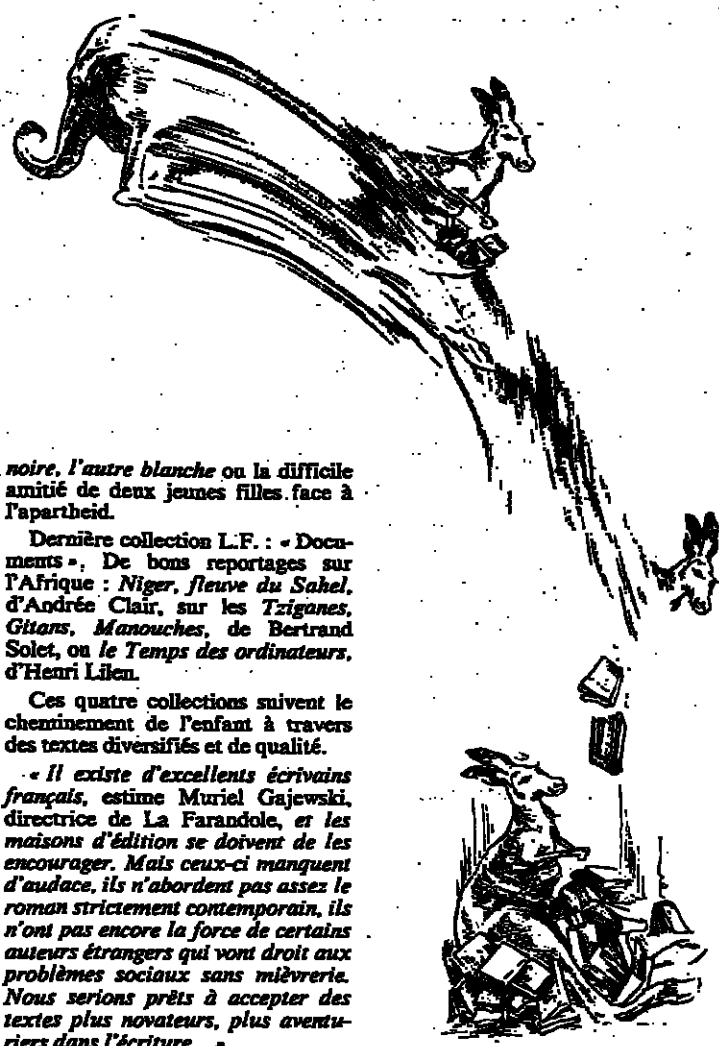 noire, l'autre blanche ou la difficile
amitié de deux jeunes filles face à
l'apartheid.
Dernière collection L.F. : « Docu-
ments ». De bons reportages sur
l'Afrique : Niger, fleuve du Sahel,
d'Andrée Clair, sur les Tziganes,
Gitans, Manouches, de Bertrand
Solet, ou le Temps des ordinateurs,
d'Henri Lilen.
Ces quatre collections suivent le
cheminement de l'enfant à travers
des textes diversifiés et de qualité.
« Il existe d'excellents écrivains
français, estime Muriel Gajewski,
directrice de La Farandole, et les
maisons d'édition se doivent de les
encourager. Mais ceux-ci manquent
d'audace, ils n'abordent pas assez le
roman strictement contemporain, ils
n'ont pas encore la force de certains
auteurs étrangers qui vont droit aux
problèmes sociaux sans mièvrerie.
Nous serions prêts à accepter des
textes plus novateurs, plus aventu-
riers dans l'écriture... »